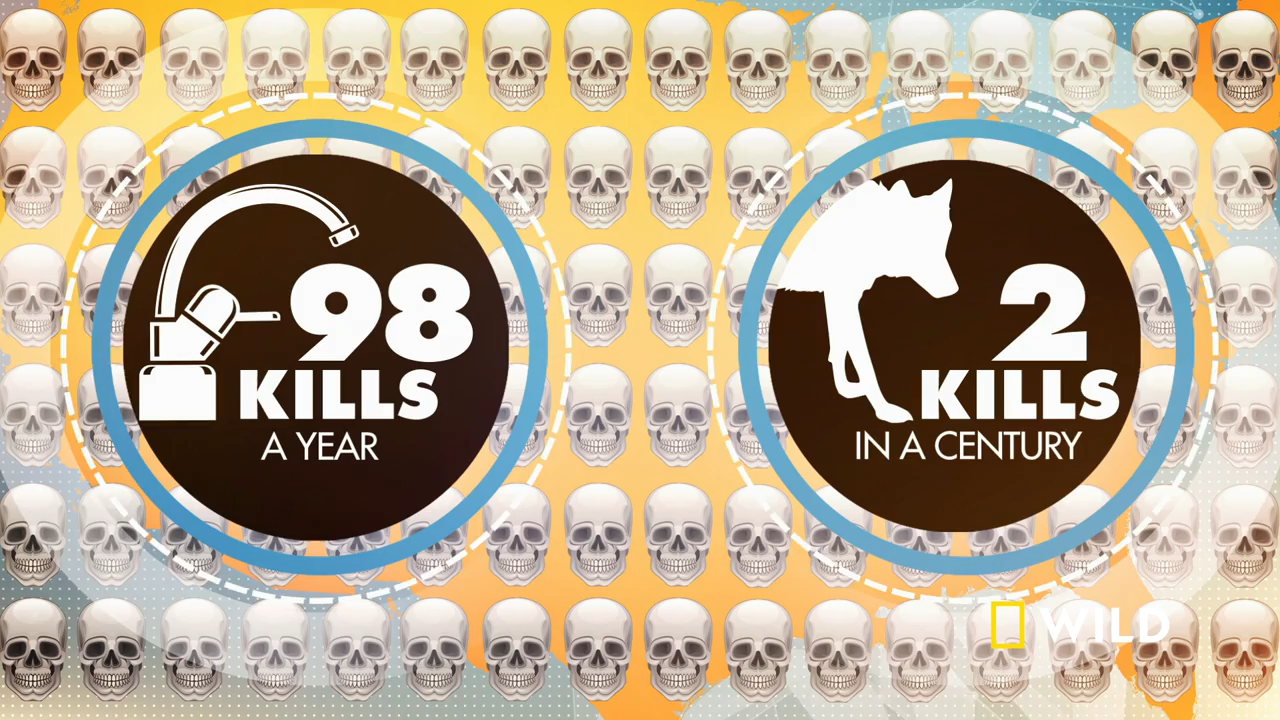 98
KILLS
A YEAR
2
KILLS
IN A CENTURY
WILD